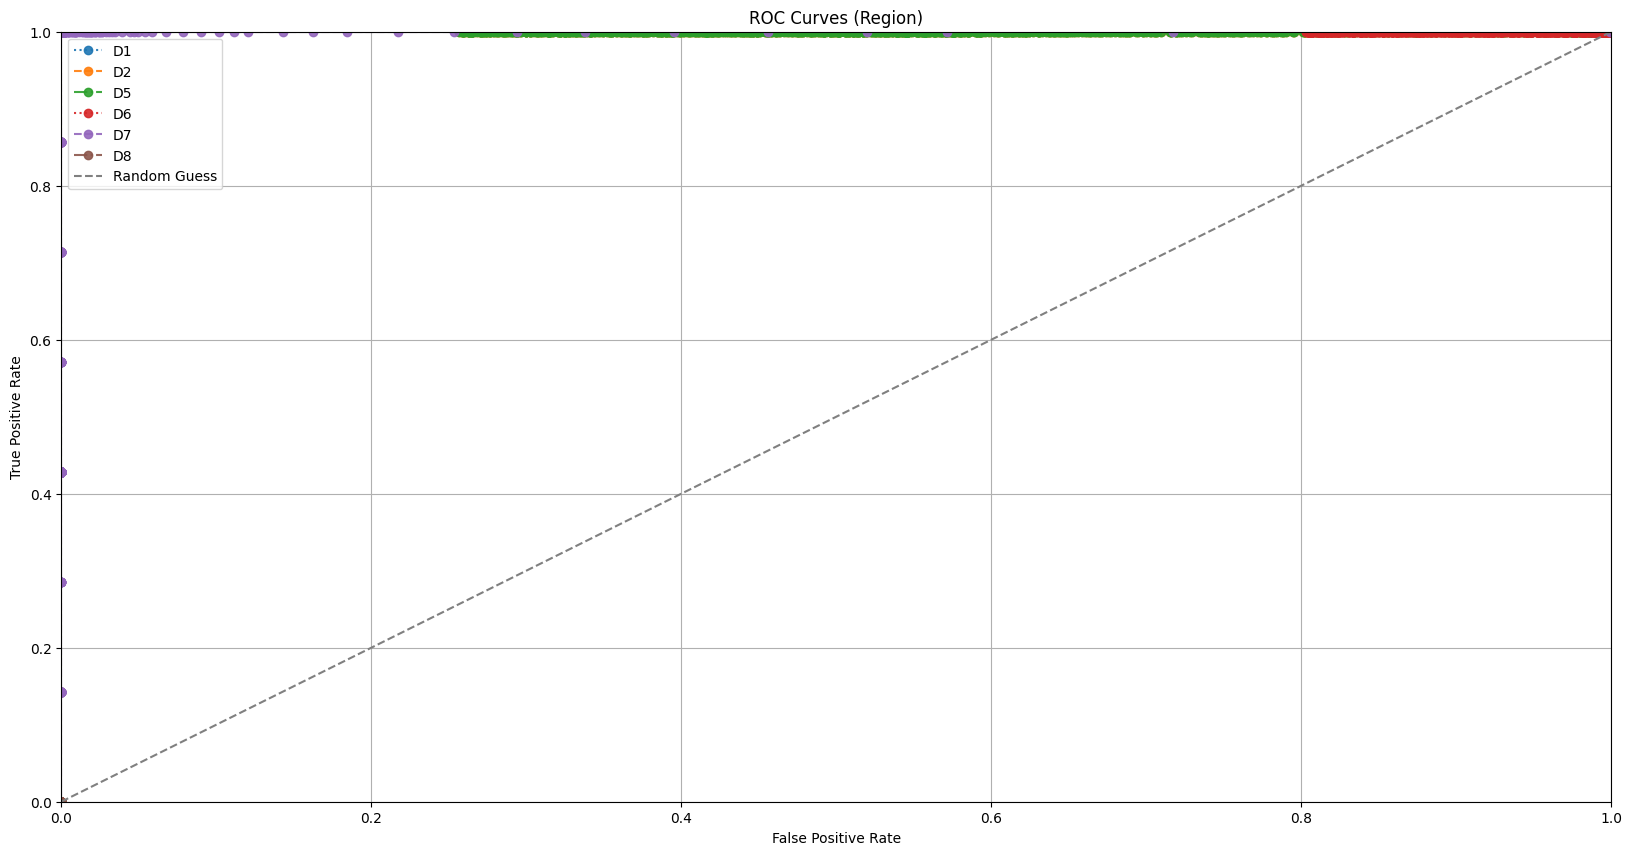 ROC Curves (Region)
1.0
0.8
0.6
0.4
0.2
0.0
True Positive Rate
D1
D2
D5
D6
D7
D8
Random Guess
0.0 0.2 0.4 0.6 0.8 1.0
False Positive Rate